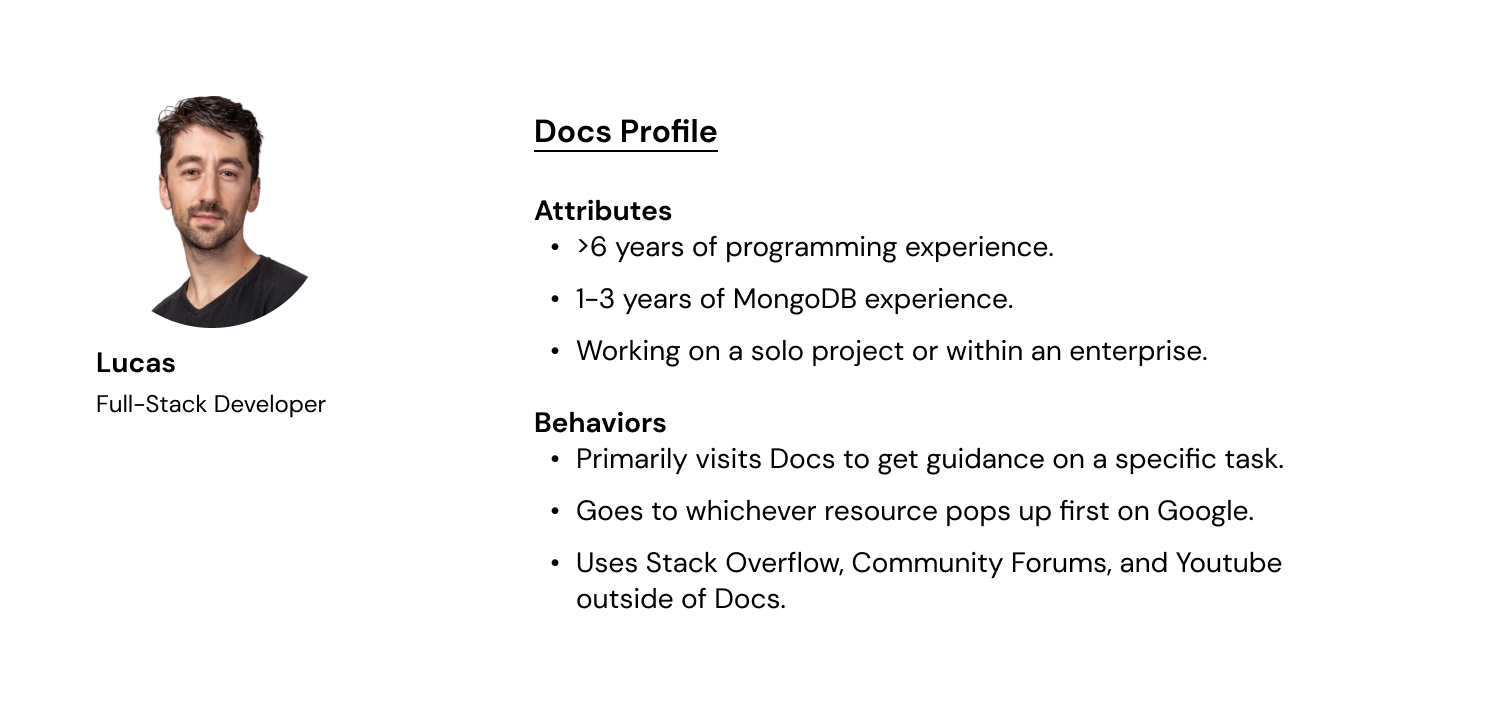 Docs Profile
Attributes
• >6 years of programming experience.
• 1-3 years of MongoDB experience.
• Working on a solo project or within an enterprise.
Lucas
Full-Stack Developer
Behaviors
• Primarily visits Docs to get guidance on a specific task.
• Goes to whichever resource pops up first on Google.
• Uses Stack Overflow, Community Forums, and Youtube
outside of Docs.